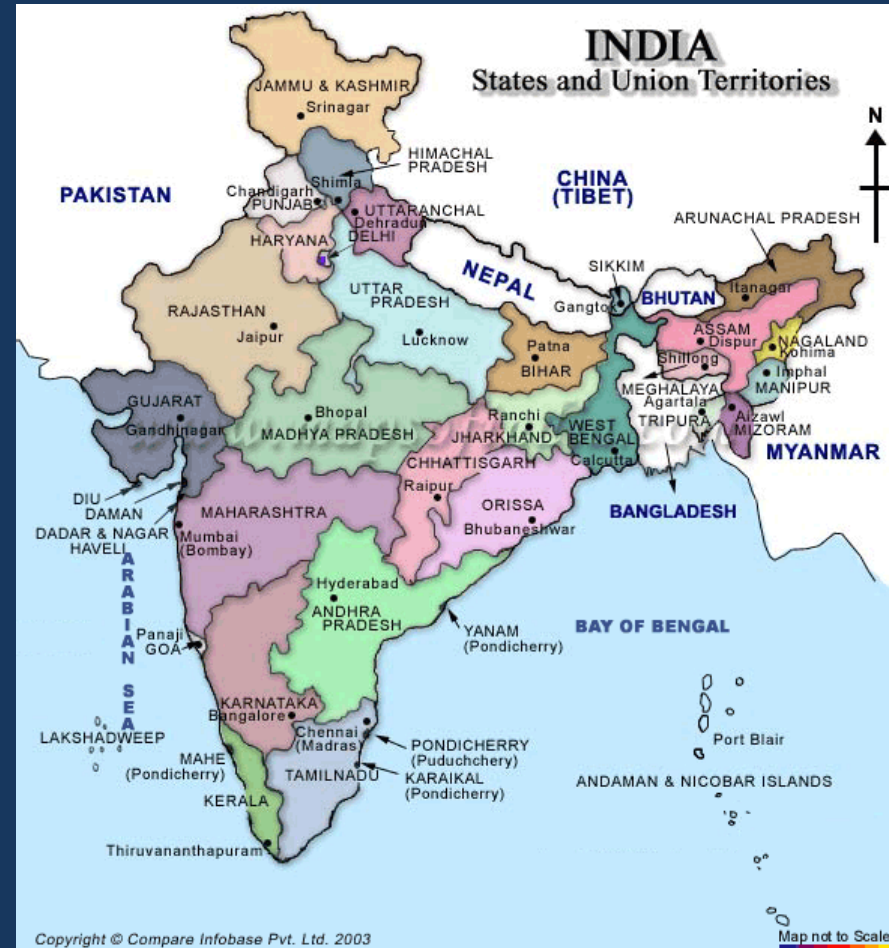 INDIA
States and Union Territories
N
JAMMU & KASHMIR
Srinagar
HIMACHAL
PRADESH
Shimla
PAKISTAN
CHINA
(TIBET)
Chandigarh
PUNJAB
UTTARANCHAL
Dehradun
ARUNACHAL PRADESH
HARYANA
DELHI
NEPAL
SIKKIM
Gangtok
BHUTAN
Itanagar
UTTAR
PRADESH
RAJASTHAN
Jaipur
Lucknow
ASSAM
Dispur
NAGALAND
Kohima
Patna
BIHAR
Shillong
MEGHALAYA
Imphal
MANIPUR
GUJARAT
Gandhinagar
Bhopal
MADHYA PRADESH
Ranchi
JHARKHAND
WEST
BENGAL
Calcutta
Agartala
TRIPURA
Aizawl
MIZORAM
MYANMAR
CHHATTISGARH
Raipur
DIU
DAMAN
DADAR & NAGAR
HAVELI
MAHARASHTRA
Mumbai
(Bombay)
ORISSA
Bhubaneshwar
BANGLADESH
ARABIAN SEA
Hyderabad
ANDHRA
PRADESH
YANAM
(Pondicherry)
BAY OF BENGAL
Panaji
GOA
KARNATAKA
Bangalore
LAKSHADWEEP
Chennai
(Madras)
PONDICHERRY
(Puduchchery)
Port Blair
MAHE
(Pondicherry)
TAMILNADU
KARAIKAL
(Pondicherry)
ANDAMAN & NICOBAR ISLANDS
KERALA
Thiruvananthapuram
Copyright © Compare Infobase Pvt. Ltd. 2003
Map not to Scale